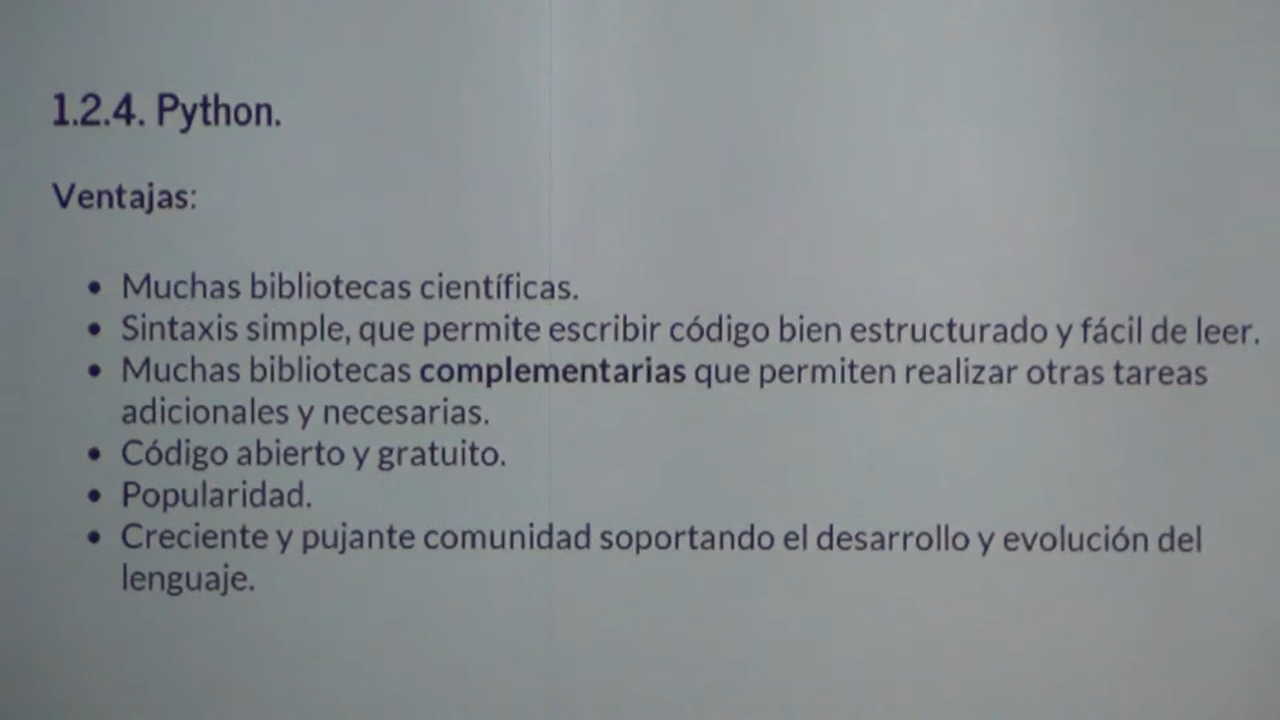 1.2.4. Python.
Ventajas:
• Muchas bibliotecas científicas.
• Sintaxis simple, que permite escribir código bien estructurado y fácil de leer.
• Muchas bibliotecas complementarias que permiten realizar otras tareas
adicionales y necesarias.
• Código abierto y gratuito.
• Popularidad.
• Creciente y pujante comunidad soportando el desarrollo y evolución del
lenguaje.